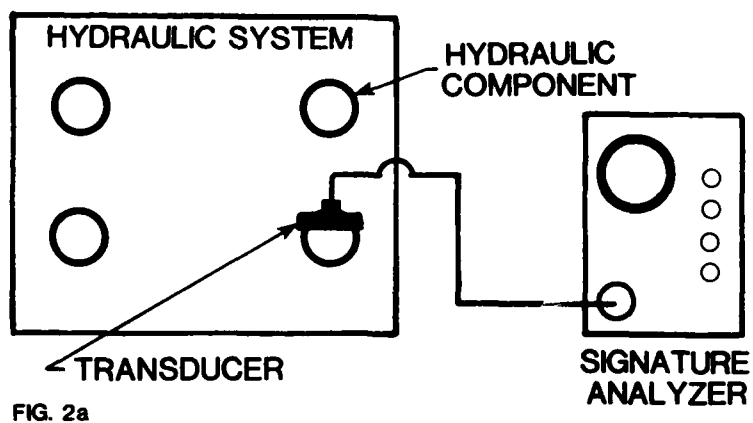 HYDRAULIC SYSTEM
HYDRAULIC
COMPONENT
TRANSDUCER
SIGNATURE
ANALYZER
FIG. 2a